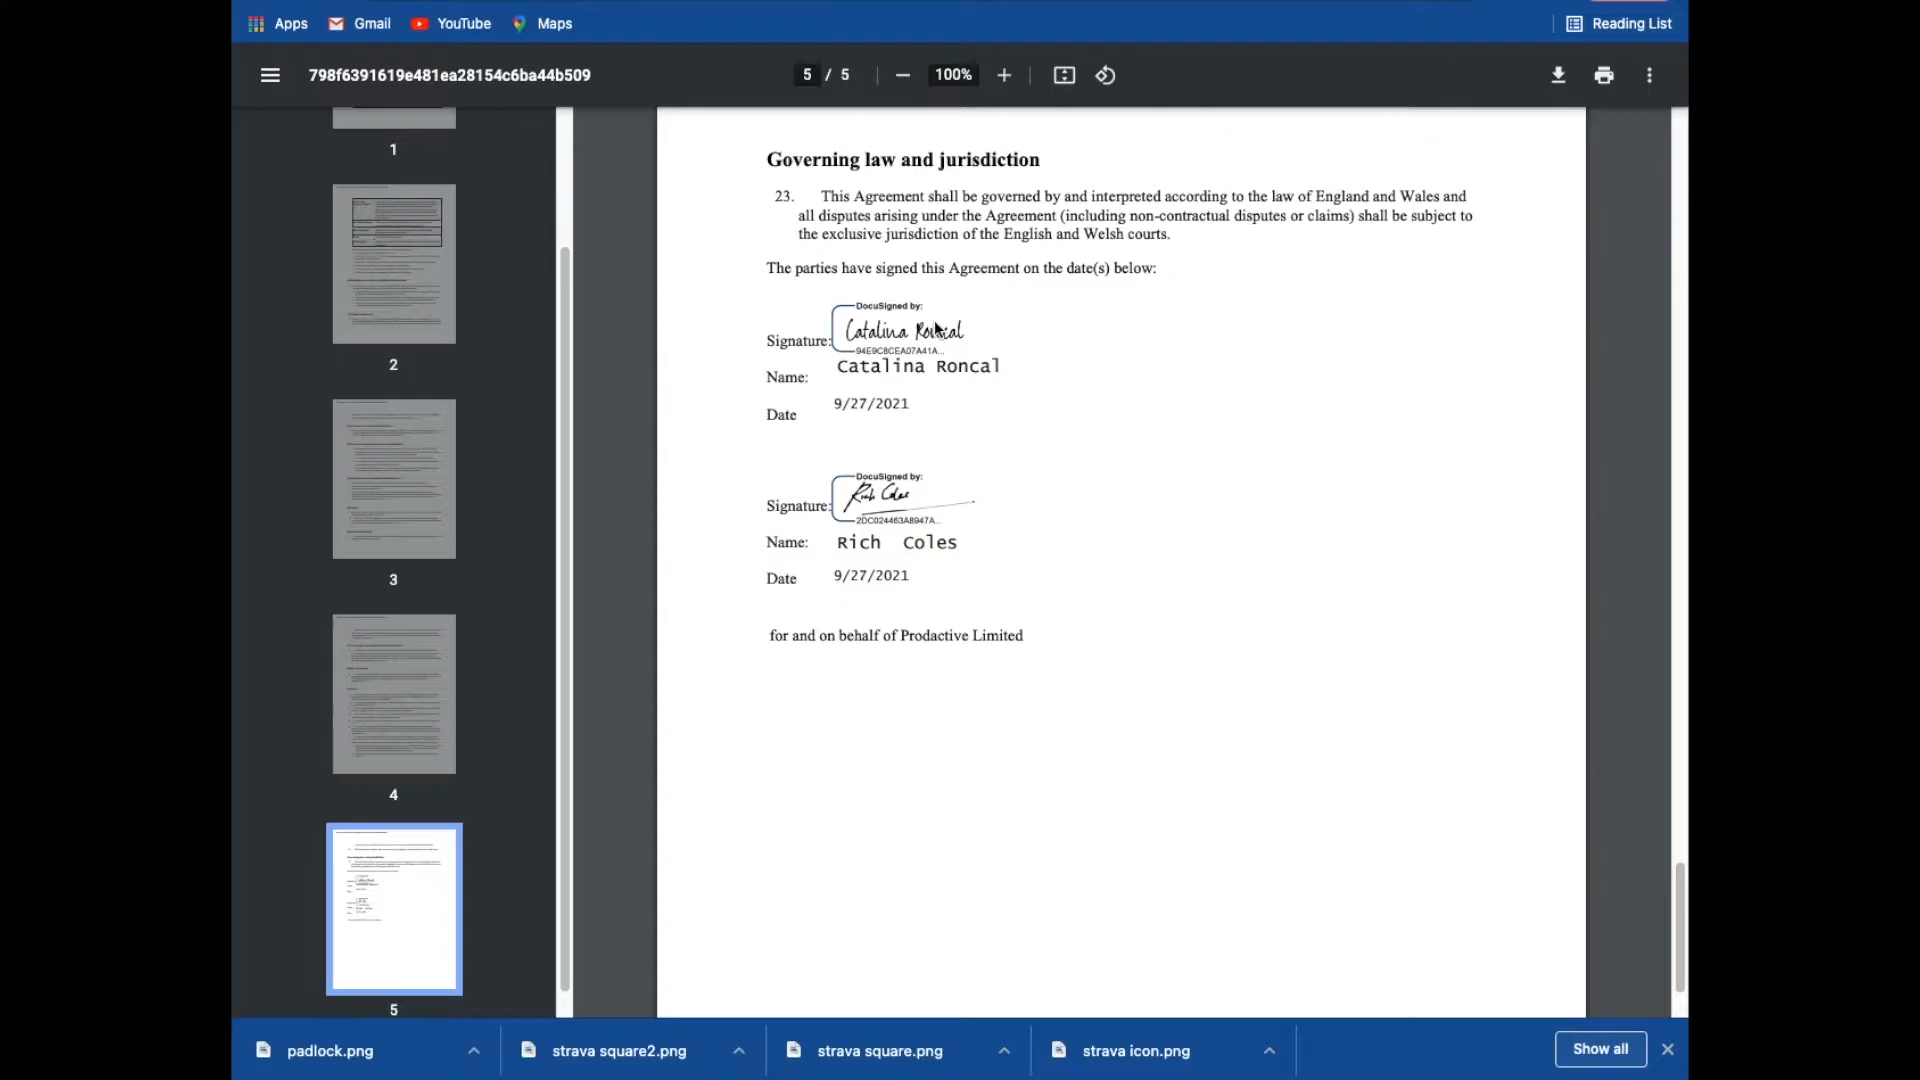 Apps Gmail YouTube Maps Reading List
798f6391619e481ea28154c6ba44b509 5 / 5 100%
1
2
3
4
5
Governing law and jurisdiction
23. This Agreement shall be governed by and interpreted according to the law of England and Wales and
all disputes arising under the Agreement (including non-contractual disputes or claims) shall be subject to
the exclusive jurisdiction of the English and Welsh courts.
The parties have signed this Agreement on the date(s) below:
DocuSigned by:
Signature: Catalina Roncal
94E9C8CEA07A41A...
Name: Catalina Roncal
Date 9/27/2021
DocuSigned by:
Signature: Rich Coles
2DC024463A8947A...
Name: Rich Coles
Date 9/27/2021
for and on behalf of Prodactive Limited
padlock.png strava square2.png strava square.png strava icon.png Show all